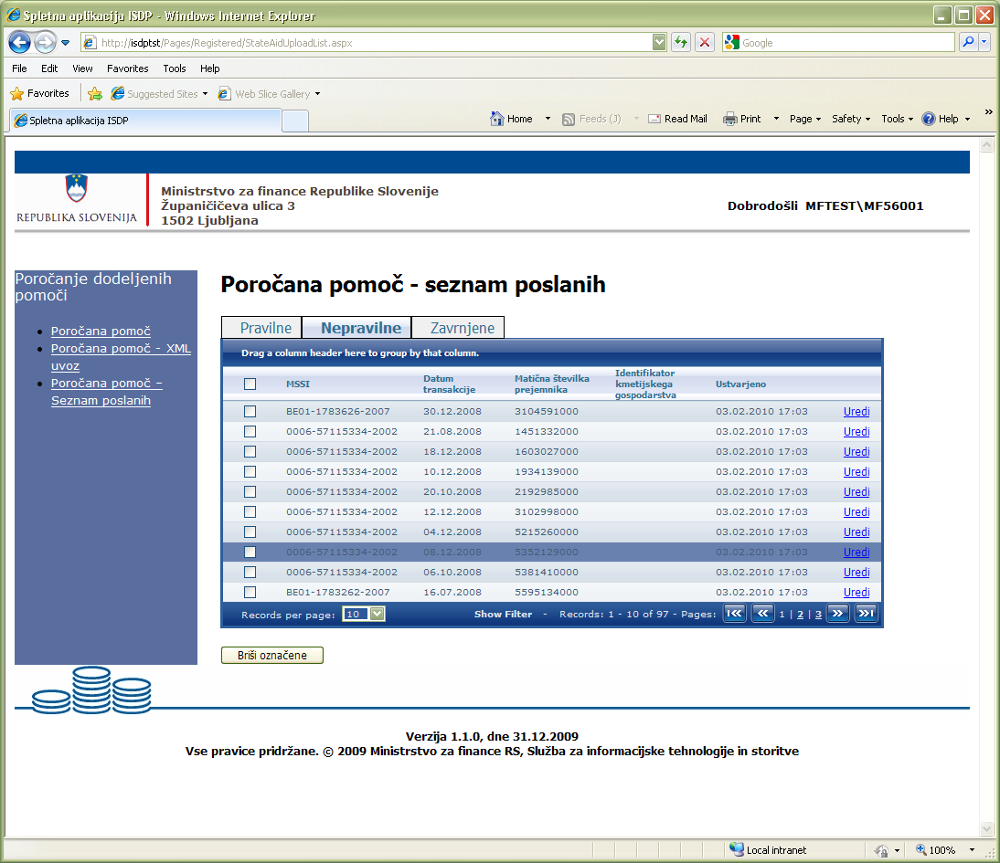 Spletna aplikacija ISDP - Windows Internet Explorer
http://isdptst/Pages/Registered/StateAidUploadList.aspx
Google
File Edit View Favorites Tools Help
Favorites Suggested Sites Web Slice Gallery
Spletna aplikacija ISDP
Home Feeds (J) Read Mail Print Page Safety Tools Help »
REPUBLIKA SLOVENIJA
Ministrstvo za finance Republike Slovenije
Župančičeva ulica 3
1502 Ljubljana
Dobrodošli MFTEST\MF56001
Poročanje dodeljenih
pomoči
Poročana pomoč
Poročana pomoč - XML
uvoz
Poročana pomoč –
Seznam poslanih
Poročana pomoč - seznam poslanih
Pravilne Nepravilne Zavrnjene
Drag a column header here to group by that column.
MSSI
Datum
transakcije
Matična številka
prejemnika
Identifikator
kmetijskega
gospodarstva
Ustvarjeno
BE01-1783626-2007 30.12.2008 3104591000 03.02.2010 17:03 Uredi
0006-57115334-2002 21.08.2008 1451332000 03.02.2010 17:03 Uredi
0006-57115334-2002 18.12.2008 1603027000 03.02.2010 17:03 Uredi
0006-57115334-2002 10.12.2008 1934139000 03.02.2010 17:03 Uredi
0006-57115334-2002 20.10.2008 2192985000 03.02.2010 17:03 Uredi
0006-57115334-2002 12.12.2008 3102998000 03.02.2010 17:03 Uredi
0006-57115334-2002 04.12.2008 5215260000 03.02.2010 17:03 Uredi
0006-57115334-2002 08.12.2008 5352129000 03.02.2010 17:03 Uredi
0006-57115334-2002 06.10.2008 5381410000 03.02.2010 17:03 Uredi
BE01-1783262-2007 16.07.2008 5595134000 03.02.2010 17:03 Uredi
Records per page: 10 Show Filter - Records: 1 - 10 of 97 - Pages: 1 | 2 | 3
Briši označene
Verzija 1.1.0, dne 31.12.2009
Vse pravice pridržane. © 2009 Ministrstvo za finance RS, Služba za informacijske tehnologije in storitve
Local intranet 100%